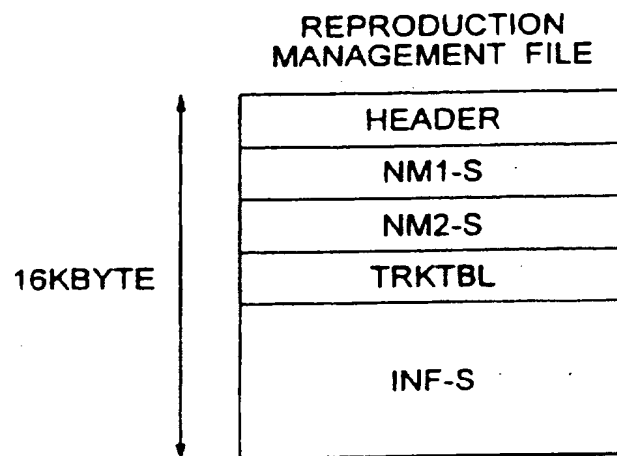 REPRODUCTION
MANAGEMENT FILE
HEADER
NM1-S
NM2-S
TRKTBL
16KBYTE
INF-S